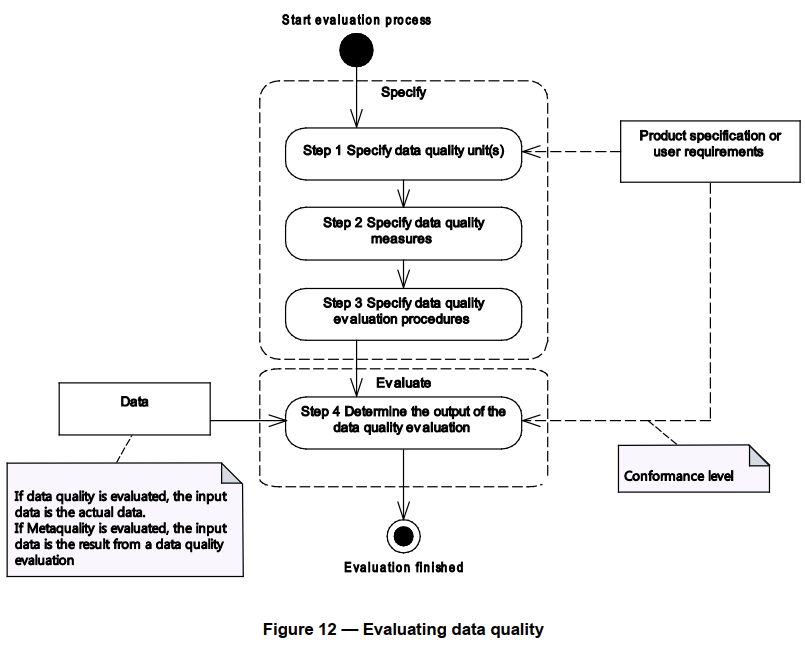 Start evaluation process
Specify
Step 1 Specify data quality unit(s)
Product specification or
user requirements
Step 2 Specify data quality
measures
Step 3 Specify data quality
evaluation procedures
Evaluate
Data
Step 4 Determine the output of the
data quality evaluation
Conformance level
If data quality is evaluated, the input
data is the actual data.
If Metaquality is evaluated, the input
data is the result from a data quality
evaluation
Evaluation finished
Figure 12 — Evaluating data quality